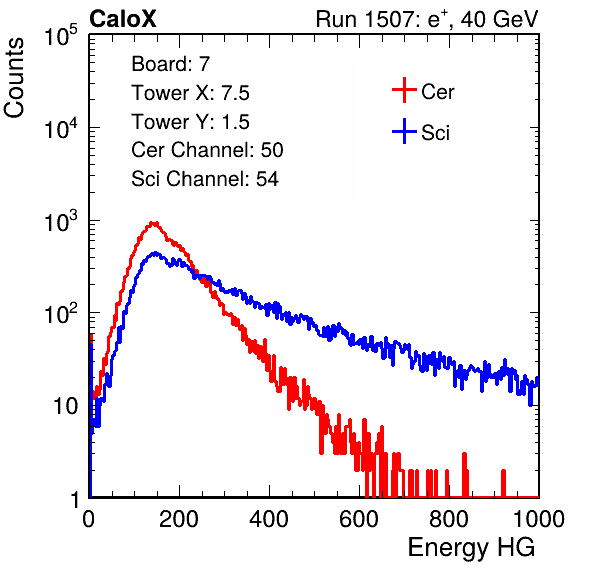 CaloX Run 1507: e⁺, 40 GeV
Counts
10⁵
10⁴
10³
10²
10
1
Board: 7
Tower X: 7.5
Tower Y: 1.5
Cer Channel: 50
Sci Channel: 54
Cer
Sci
0 200 400 600 800 1000
Energy HG